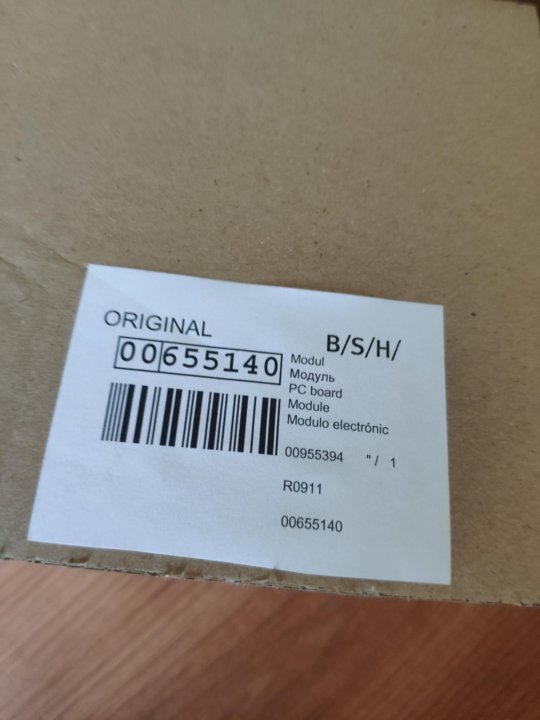 ORIGINAL
B/S/H/
00655140
Modul
Модуль
PC board
Module
Modulo electrónic
00955394 " / 1
R0911
00655140